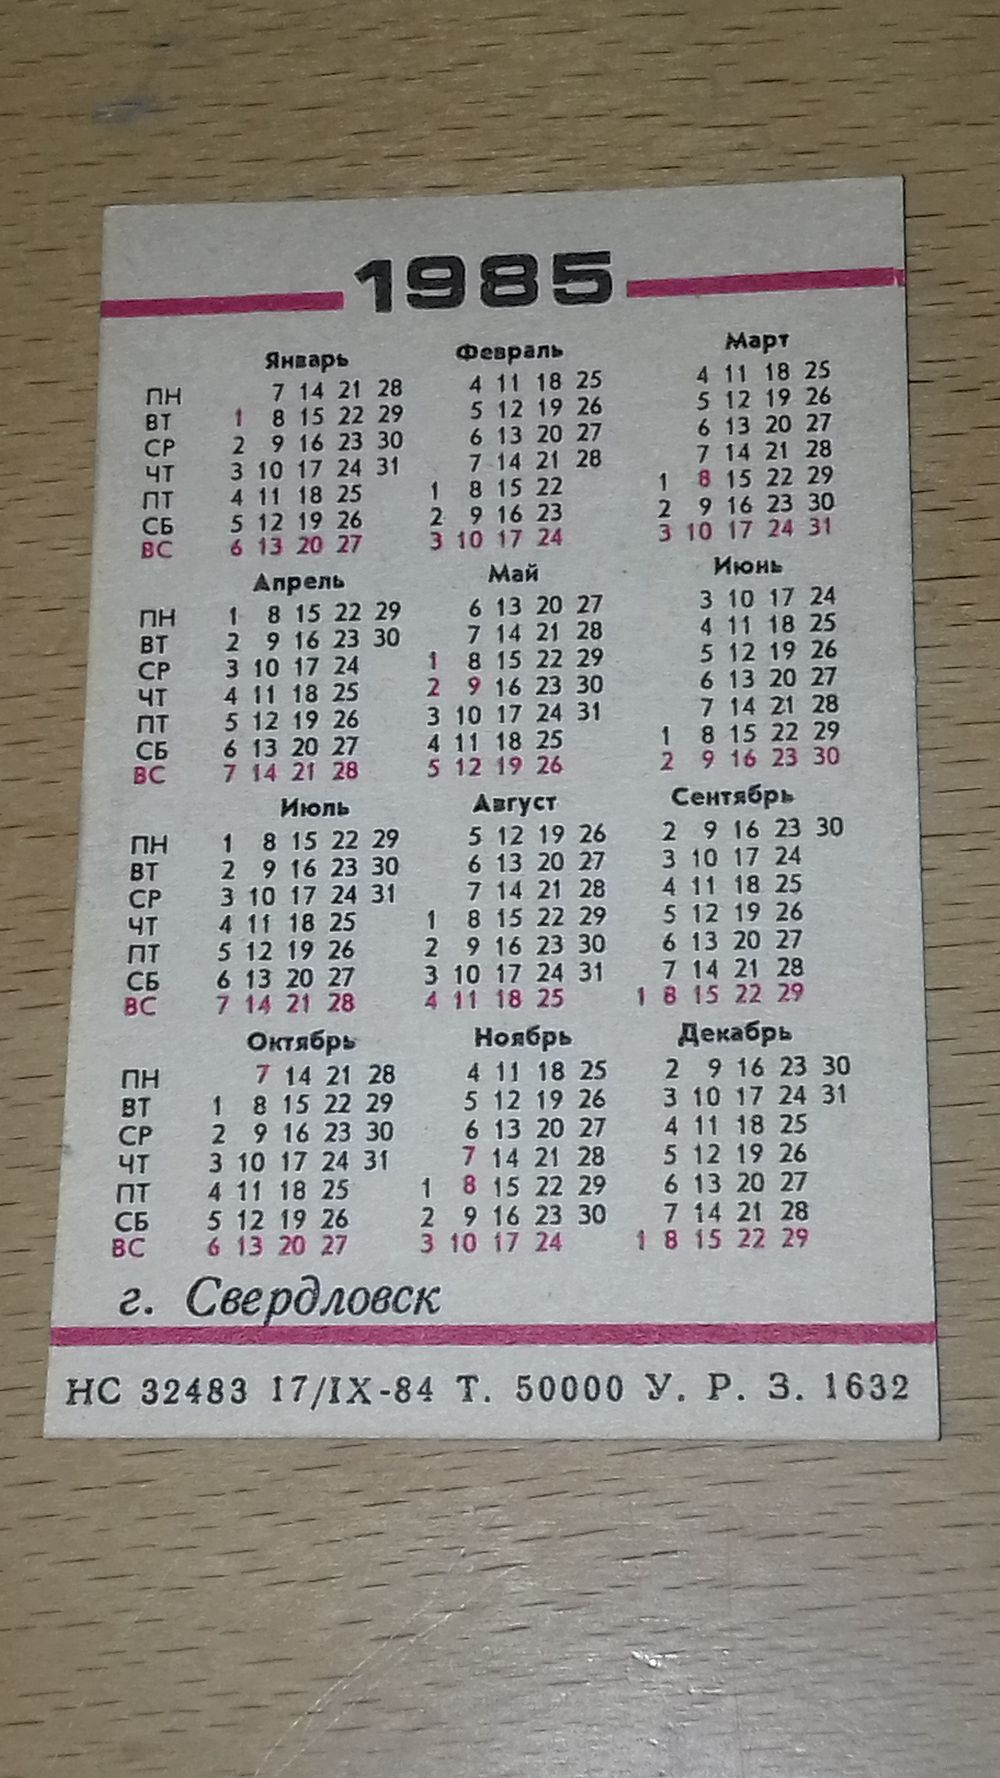 1985
Январь Февраль Март
ПН 7 14 21 28 4 11 18 25 4 11 18 25
ВТ 1 8 15 22 29 5 12 19 26 5 12 19 26
СР 2 9 16 23 30 6 13 20 27 6 13 20 27
ЧТ 3 10 17 24 31 7 14 21 28 7 14 21 28
ПТ 4 11 18 25 1 8 15 22 1 8 15 22 29
СБ 5 12 19 26 2 9 16 23 2 9 16 23 30
ВС 6 13 20 27 3 10 17 24 3 10 17 24 31
Апрель Май Июнь
ПН 1 8 15 22 29 6 13 20 27 3 10 17 24
ВТ 2 9 16 23 30 7 14 21 28 4 11 18 25
СР 3 10 17 24 1 8 15 22 29 5 12 19 26
ЧТ 4 11 18 25 2 9 16 23 30 6 13 20 27
ПТ 5 12 19 26 3 10 17 24 31 7 14 21 28
СБ 6 13 20 27 4 11 18 25 1 8 15 22 29
ВС 7 14 21 28 5 12 19 26 2 9 16 23 30
Июль Август Сентябрь
ПН 1 8 15 22 29 5 12 19 26 2 9 16 23 30
ВТ 2 9 16 23 30 6 13 20 27 3 10 17 24
СР 3 10 17 24 31 7 14 21 28 4 11 18 25
ЧТ 4 11 18 25 1 8 15 22 29 5 12 19 26
ПТ 5 12 19 26 2 9 16 23 30 6 13 20 27
СБ 6 13 20 27 3 10 17 24 31 7 14 21 28
ВС 7 14 21 28 4 11 18 25 1 8 15 22 29
Октябрь Ноябрь Декабрь
ПН 7 14 21 28 4 11 18 25 2 9 16 23 30
ВТ 1 8 15 22 29 5 12 19 26 3 10 17 24 31
СР 2 9 16 23 30 6 13 20 27 4 11 18 25
ЧТ 3 10 17 24 31 7 14 21 28 5 12 19 26
ПТ 4 11 18 25 1 8 15 22 29 6 13 20 27
СБ 5 12 19 26 2 9 16 23 30 7 14 21 28
ВС 6 13 20 27 3 10 17 24 1 8 15 22 29
г. Свердловск
НС 32483 17/IX-84 Т. 50000 У. Р. З. 1632